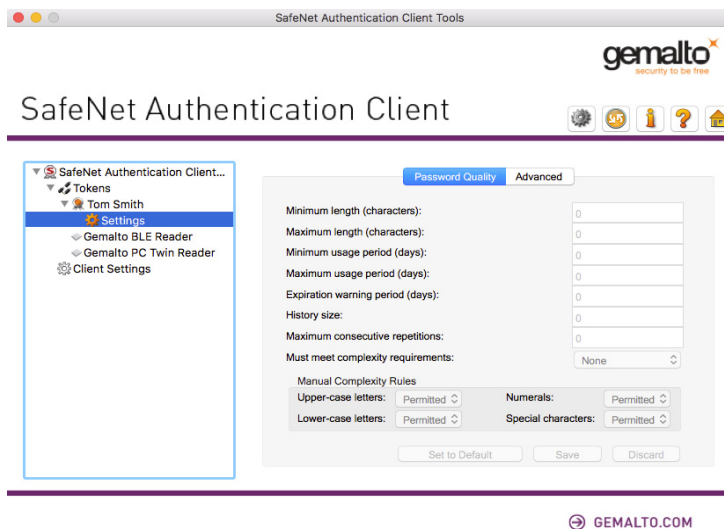 SafeNet Authentication Client Tools
gemalto
security to be free
SafeNet Authentication Client
SafeNet Authentication Client...
Tokens
Tom Smith
Settings
Gemalto BLE Reader
Gemalto PC Twin Reader
Client Settings
Password Quality Advanced
Minimum length (characters): 0
Maximum length (characters): 0
Minimum usage period (days): 0
Maximum usage period (days): 0
Expiration warning period (days): 0
History size: 0
Maximum consecutive repetitions: 0
Must meet complexity requirements: None
Manual Complexity Rules
Upper-case letters: Permitted Numerals: Permitted
Lower-case letters: Permitted Special characters: Permitted
Set to Default Save Discard
GEMALTO.COM